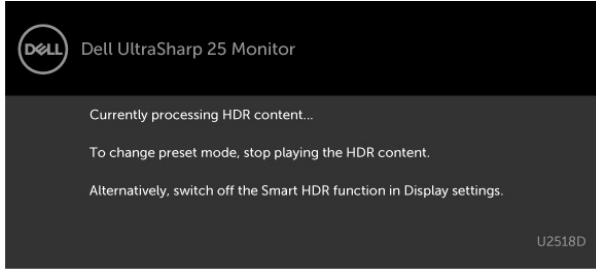 DELL Dell UltraSharp 25 Monitor
Currently processing HDR content...
To change preset mode, stop playing the HDR content.
Alternatively, switch off the Smart HDR function in Display settings.
U2518D